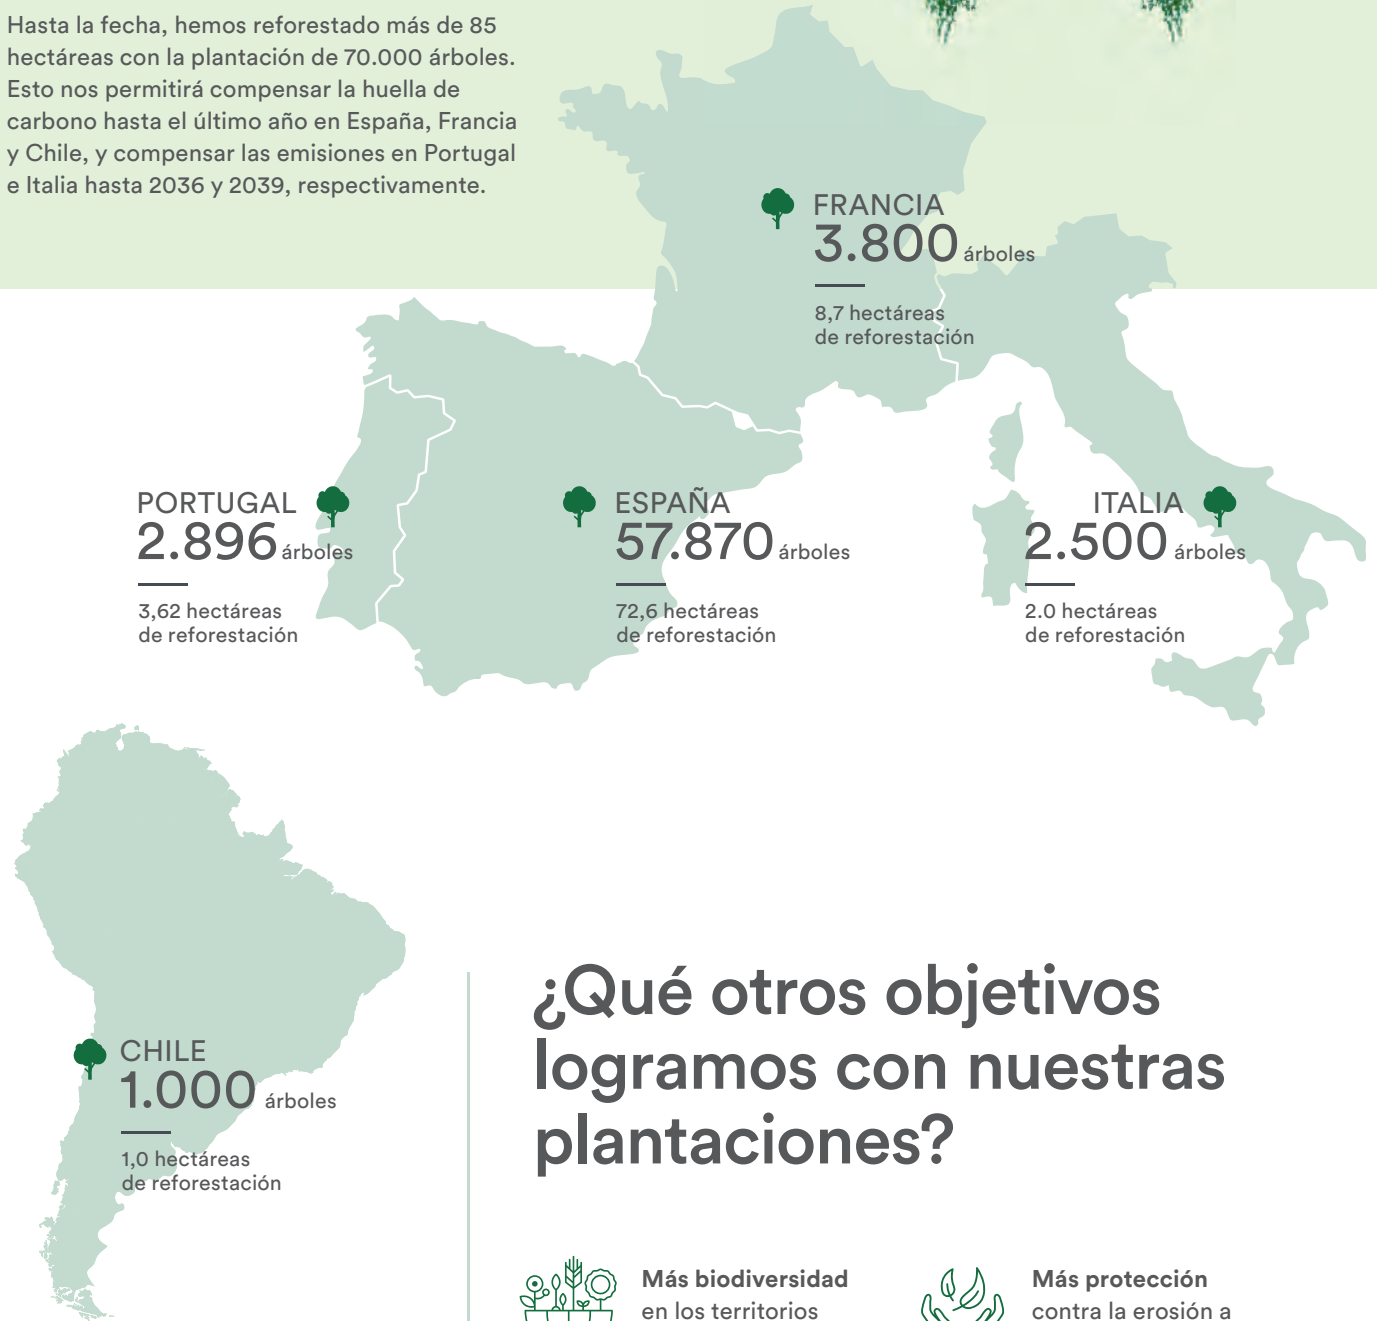 Hasta la fecha, hemos reforestado más de 85
hectáreas con la plantación de 70.000 árboles.
Esto nos permitirá compensar la huella de
carbono hasta el último año en España, Francia
y Chile, y compensar las emisiones en Portugal
e Italia hasta 2036 y 2039, respectivamente.
FRANCIA
3.800 árboles
8,7 hectáreas
de reforestación
PORTUGAL
2.896 árboles
3,62 hectáreas
de reforestación
ESPAÑA
57.870 árboles
72,6 hectáreas
de reforestación
ITALIA
2.500 árboles
2.0 hectáreas
de reforestación
CHILE
1.000 árboles
1,0 hectáreas
de reforestación
¿Qué otros objetivos
logramos con nuestras
plantaciones?
Más biodiversidad
en los territorios
Más protección
contra la erosión a